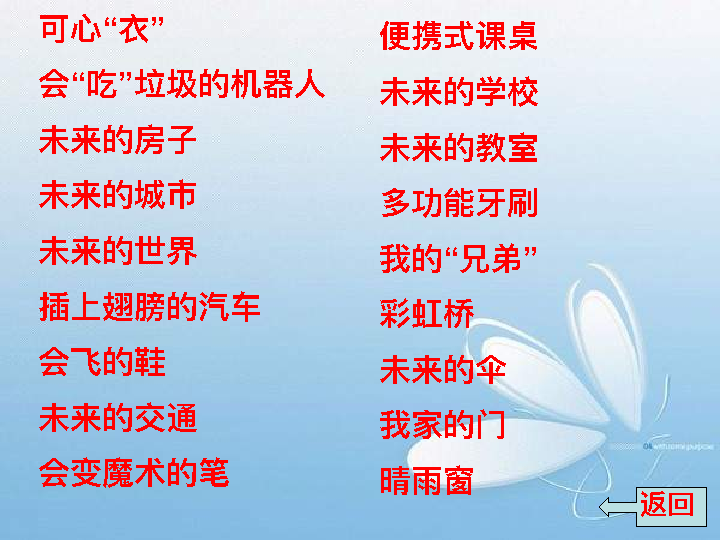 可心“衣”
会“吃”垃圾的机器人
未来的房子
未来的城市
未来的世界
插上翅膀的汽车
会飞的鞋
未来的交通
会变魔术的笔
便携式课桌
未来的学校
未来的教室
多功能牙刷
我的“兄弟”
彩虹桥
未来的伞
我家的门
晴雨窗
返回